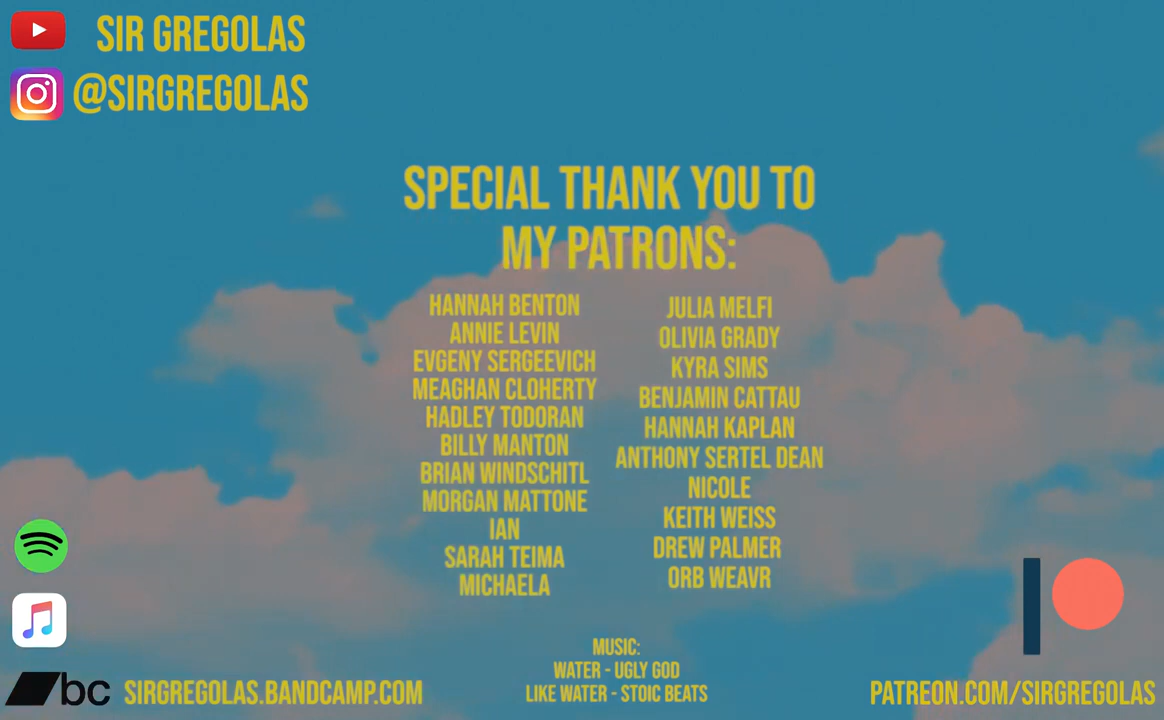 SIR GREGOLAS
@SIRGREGOLAS
SPECIAL THANK YOU TO
MY PATRONS:
HANNAH BENTON
ANNIE LEVIN
EVGENY SERGEEVICH
MEAGHAN CLOHERTY
HADLEY TODORAN
BILLY MANTON
BRIAN WINDSCHITL
MORGAN MATTONE
IAN
SARAH TEIMA
MICHAELA
JULIA MELFI
OLIVIA GRADY
KYRA SIMS
BENJAMIN CATTAU
HANNAH KAPLAN
ANTHONY SERTEL DEAN
NICOLE
KEITH WEISS
DREW PALMER
ORB WEAVR
MUSIC:
WATER - UGLY GOD
LIKE WATER - STOIC BEATS
bc SIRGREGOLAS.BANDCAMP.COM
PATREON.COM/SIRGREGOLAS